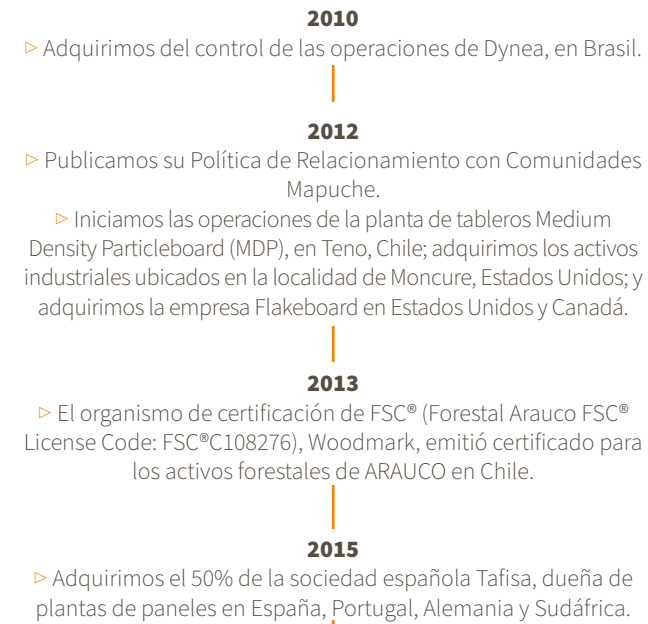 2010
▷ Adquirimos del control de las operaciones de Dynea, en Brasil.
2012
▷ Publicamos su Política de Relacionamiento con Comunidades
Mapuche.
▷ Iniciamos las operaciones de la planta de tableros Medium
Density Particleboard (MDP), en Teno, Chile; adquirimos los activos
industriales ubicados en la localidad de Moncure, Estados Unidos; y
adquirimos la empresa Flakeboard en Estados Unidos y Canadá.
2013
▷ El organismo de certificación de FSC® (Forestal Arauco FSC®
License Code: FSC®C108276), Woodmark, emitió certificado para
los activos forestales de ARAUCO en Chile.
2015
▷ Adquirimos el 50% de la sociedad española Tafisa, dueña de
plantas de paneles en España, Portugal, Alemania y Sudáfrica.